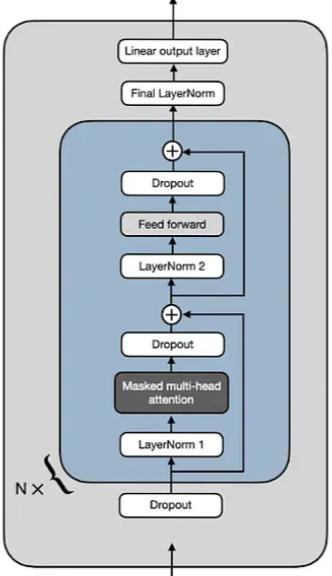 Linear output layer
Final LayerNorm
Dropout
Feed forward
LayerNorm 2
Dropout
Masked multi-head
attention
LayerNorm 1
N×
Dropout